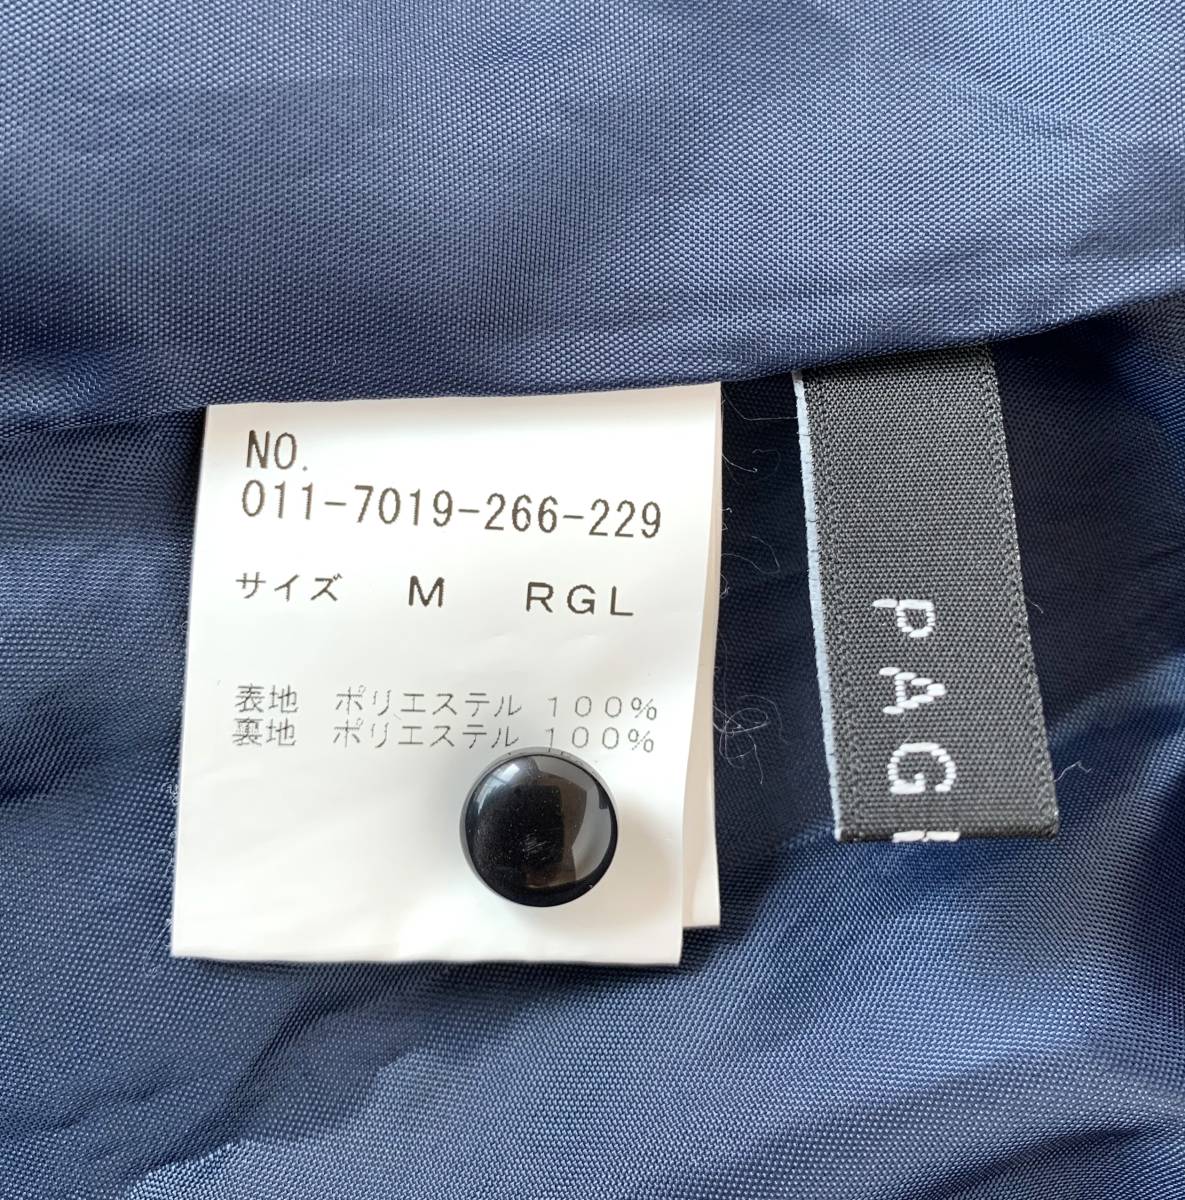 NO.
011-7019-266-229
サイズ M RGL
表地 ポリエステル 100%
裏地 ポリエステル 100%
PAG